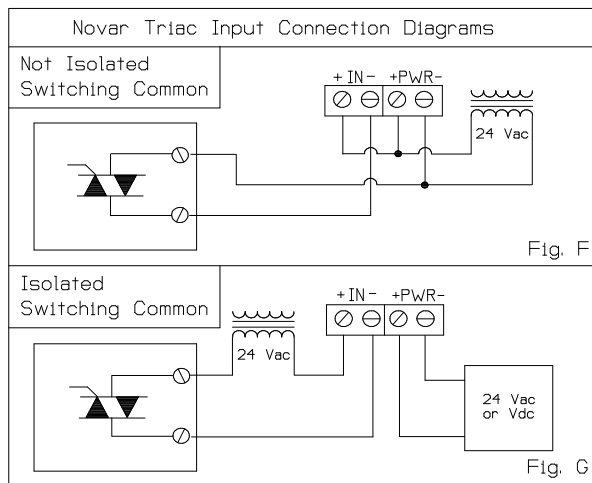 Novar Triac Input Connection Diagrams
Not Isolated
Switching Common
+ IN - +PWR-
24 Vac
Fig. F
Isolated
Switching Common
+ IN - +PWR-
24 Vac
24 Vac
or Vdc
Fig. G